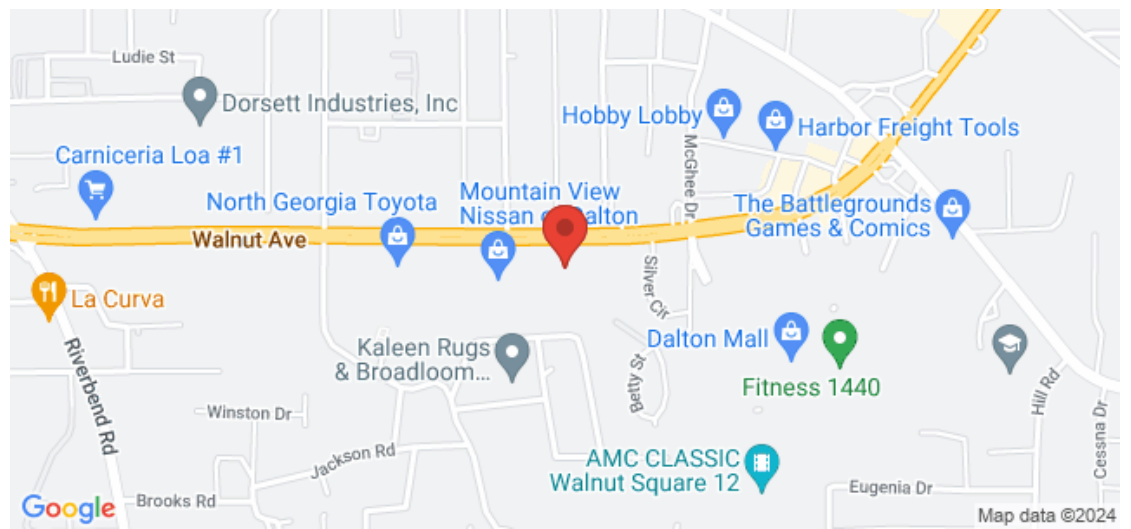 Ludie St
Dorsett Industries, Inc
Hobby Lobby
Harbor Freight Tools
Carniceria Loa #1
McGhee Dr
North Georgia Toyota
Mountain View
Nissan of Dalton
The Battlegrounds
Games & Comics
Walnut Ave
La Curva
Silver Cir
Riverbend Rd
Kaleen Rugs
& Broadloom...
Dalton Mall
Betty St
Fitness 1440
Hill Rd
Cessna Dr
Winston Dr
Jackson Rd
AMC CLASSIC
Walnut Square 12
Brooks Rd
Eugenia Dr
Google
Map data ©2024